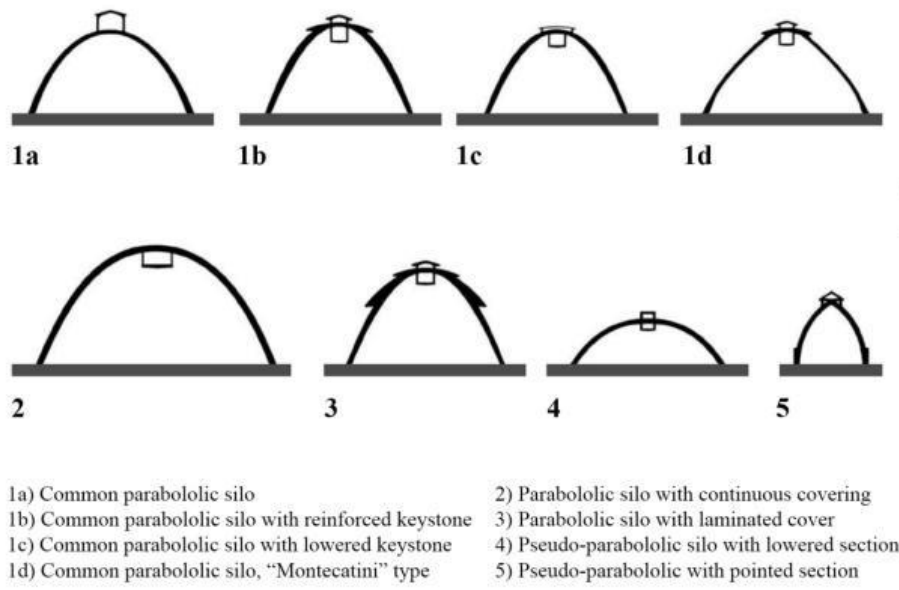 1a 1b 1c 1d
2 3 4 5
1a) Common parabololic silo
1b) Common parabololic silo with reinforced keystone
1c) Common parabololic silo with lowered keystone
1d) Common parabololic silo, “Montecatini” type
2) Parabololic silo with continuous covering
3) Parabololic silo with laminated cover
4) Pseudo-parabololic silo with lowered section
5) Pseudo-parabololic with pointed section